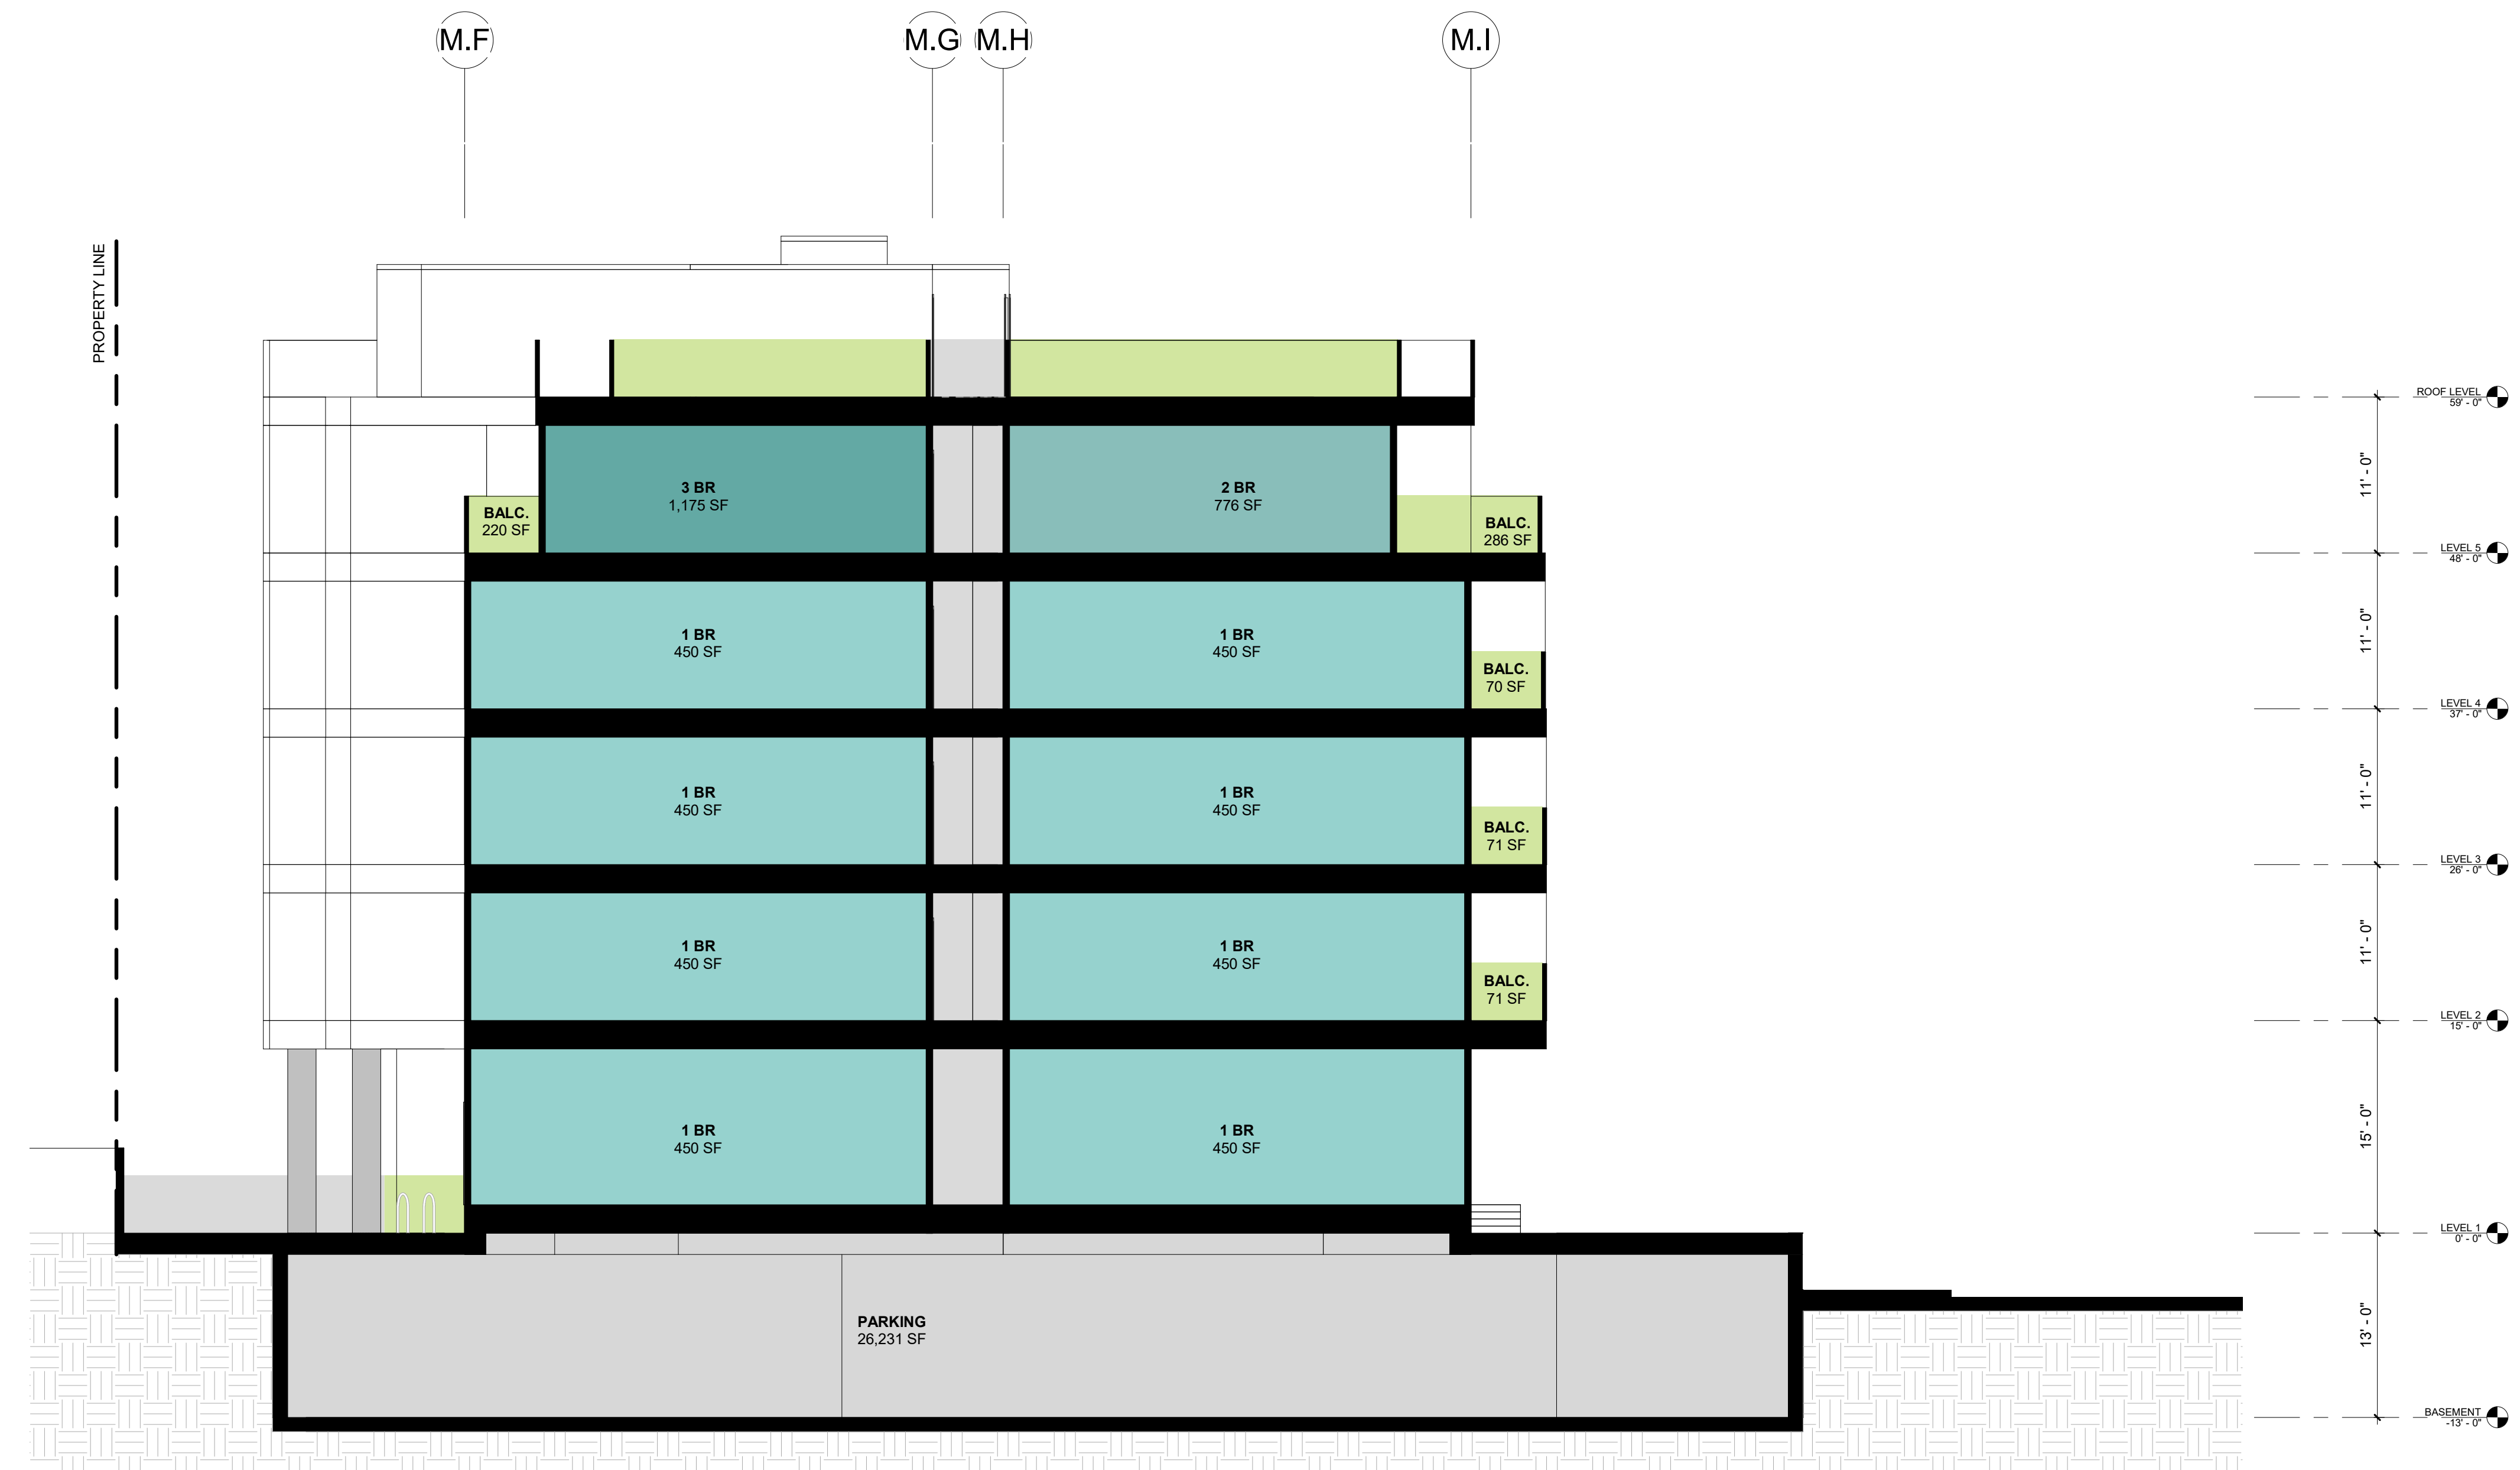 M.F
M.G
M.H
M.I
PROPERTY LINE
ROOF LEVEL
59' - 0"
11' - 0"
3 BR
1,175 SF
2 BR
776 SF
BALC.
220 SF
BALC.
286 SF
LEVEL 5
48' - 0"
11' - 0"
1 BR
450 SF
1 BR
450 SF
BALC.
70 SF
LEVEL 4
37' - 0"
11' - 0"
1 BR
450 SF
1 BR
450 SF
BALC.
71 SF
LEVEL 3
26' - 0"
11' - 0"
1 BR
450 SF
1 BR
450 SF
BALC.
71 SF
LEVEL 2
15' - 0"
15' - 0"
1 BR
450 SF
1 BR
450 SF
LEVEL 1
0' - 0"
13' - 0"
PARKING
26,231 SF
BASEMENT
-13' - 0"